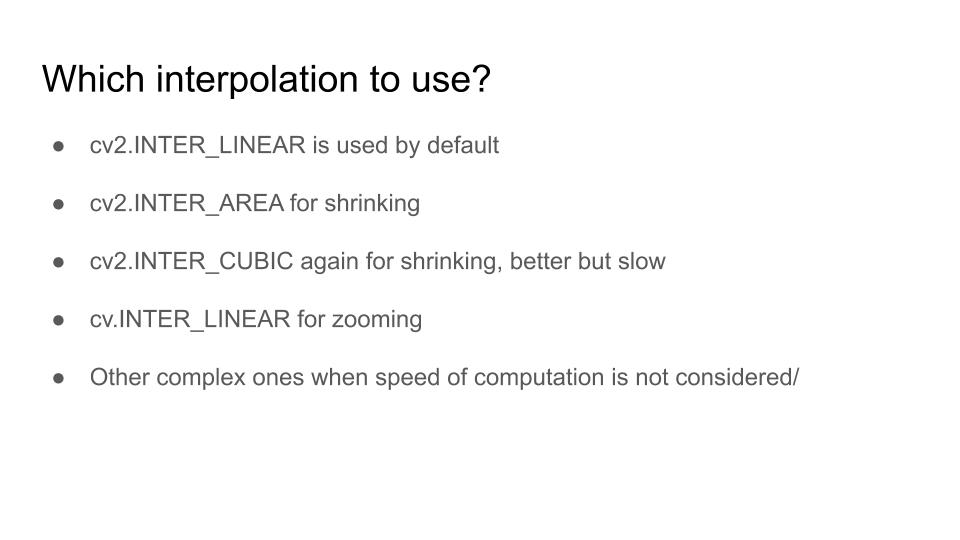 Which interpolation to use?
● cv2.INTER_LINEAR is used by default
● cv2.INTER_AREA for shrinking
● cv2.INTER_CUBIC again for shrinking, better but slow
● cv.INTER_LINEAR for zooming
● Other complex ones when speed of computation is not considered/